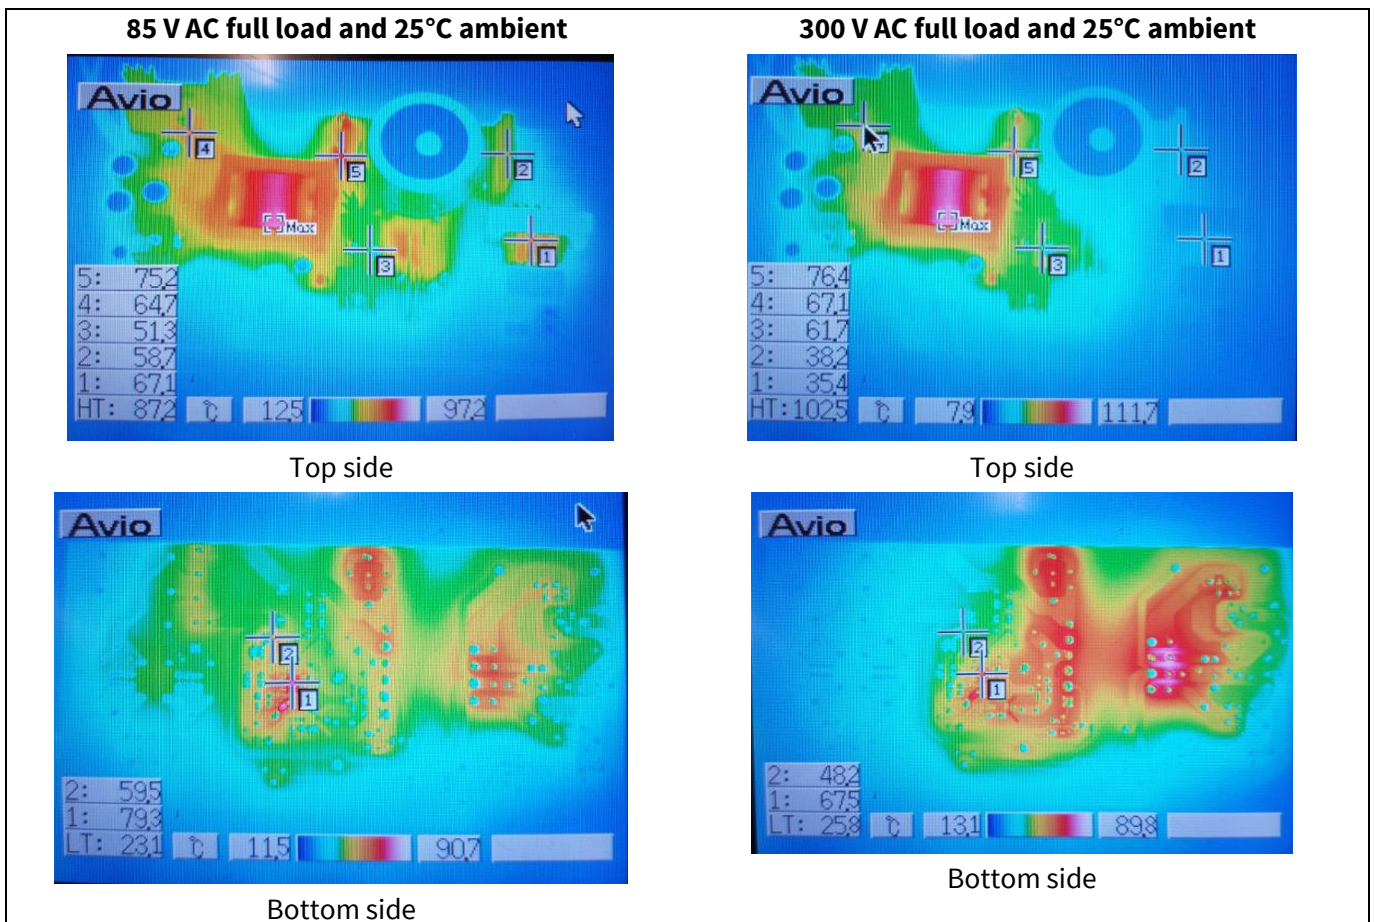 85 V AC full load and 25°C ambient
300 V AC full load and 25°C ambient
Avio
4
5
2
Max
3
1
5: 75.2
4: 64.7
3: 51.3
2: 58.7
1: 67.1
HT: 87.2 ℃ 12.5 97.2
Top side
Avio
5
2
Max
3
1
5: 76.4
4: 67.1
3: 61.7
2: 38.2
1: 35.4
HT: 102.5 ℃ 7.9 111.7
Top side
Avio
2
1
2: 59.5
1: 79.3
LT: 23.1 ℃ 11.5 90.7
Bottom side
Avio
2
1
2: 48.2
1: 67.5
LT: 25.8 ℃ 13.1 89.8
Bottom side